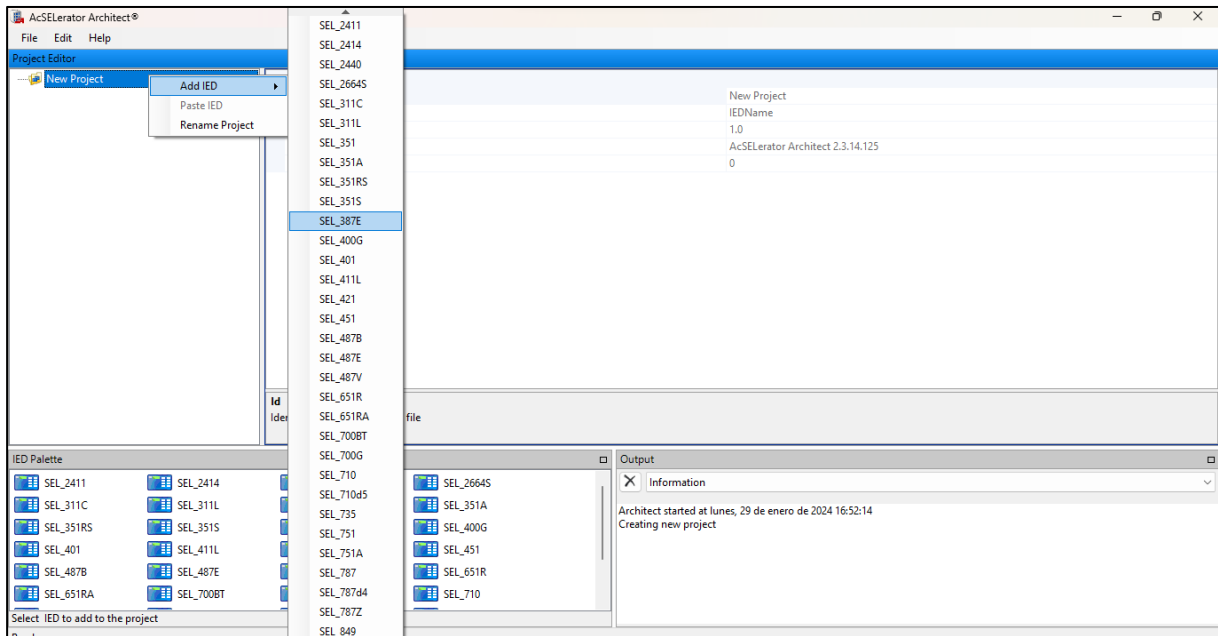 AcSELerator Architect®
File Edit Help
Project Editor
New Project
Add IED
Paste IED
Rename Project
SEL_2411
SEL_2414
SEL_2440
SEL_2664S
SEL_311C
SEL_311L
SEL_351
SEL_351A
SEL_351RS
SEL_351S
SEL_387E
SEL_400G
SEL_401
SEL_411L
SEL_421
SEL_451
SEL_487B
SEL_487E
SEL_487V
SEL_651R
SEL_651RA
SEL_700BT
SEL_700G
SEL_710
SEL_710d5
SEL_735
SEL_751
SEL_751A
SEL_787
SEL_787d4
SEL_787Z
SEL_849
New Project
IEDName
1.0
AcSELerator Architect 2.3.14.125
0
Id
file
IED Palette
SEL_2411 SEL_2414 SEL_2664S
SEL_311C SEL_311L SEL_351A
SEL_351RS SEL_351S SEL_400G
SEL_401 SEL_411L SEL_451
SEL_487B SEL_487E SEL_651R
SEL_651RA SEL_700BT SEL_710
Select IED to add to the project
Output
Information
Architect started at lunes, 29 de enero de 2024 16:52:14
Creating new project